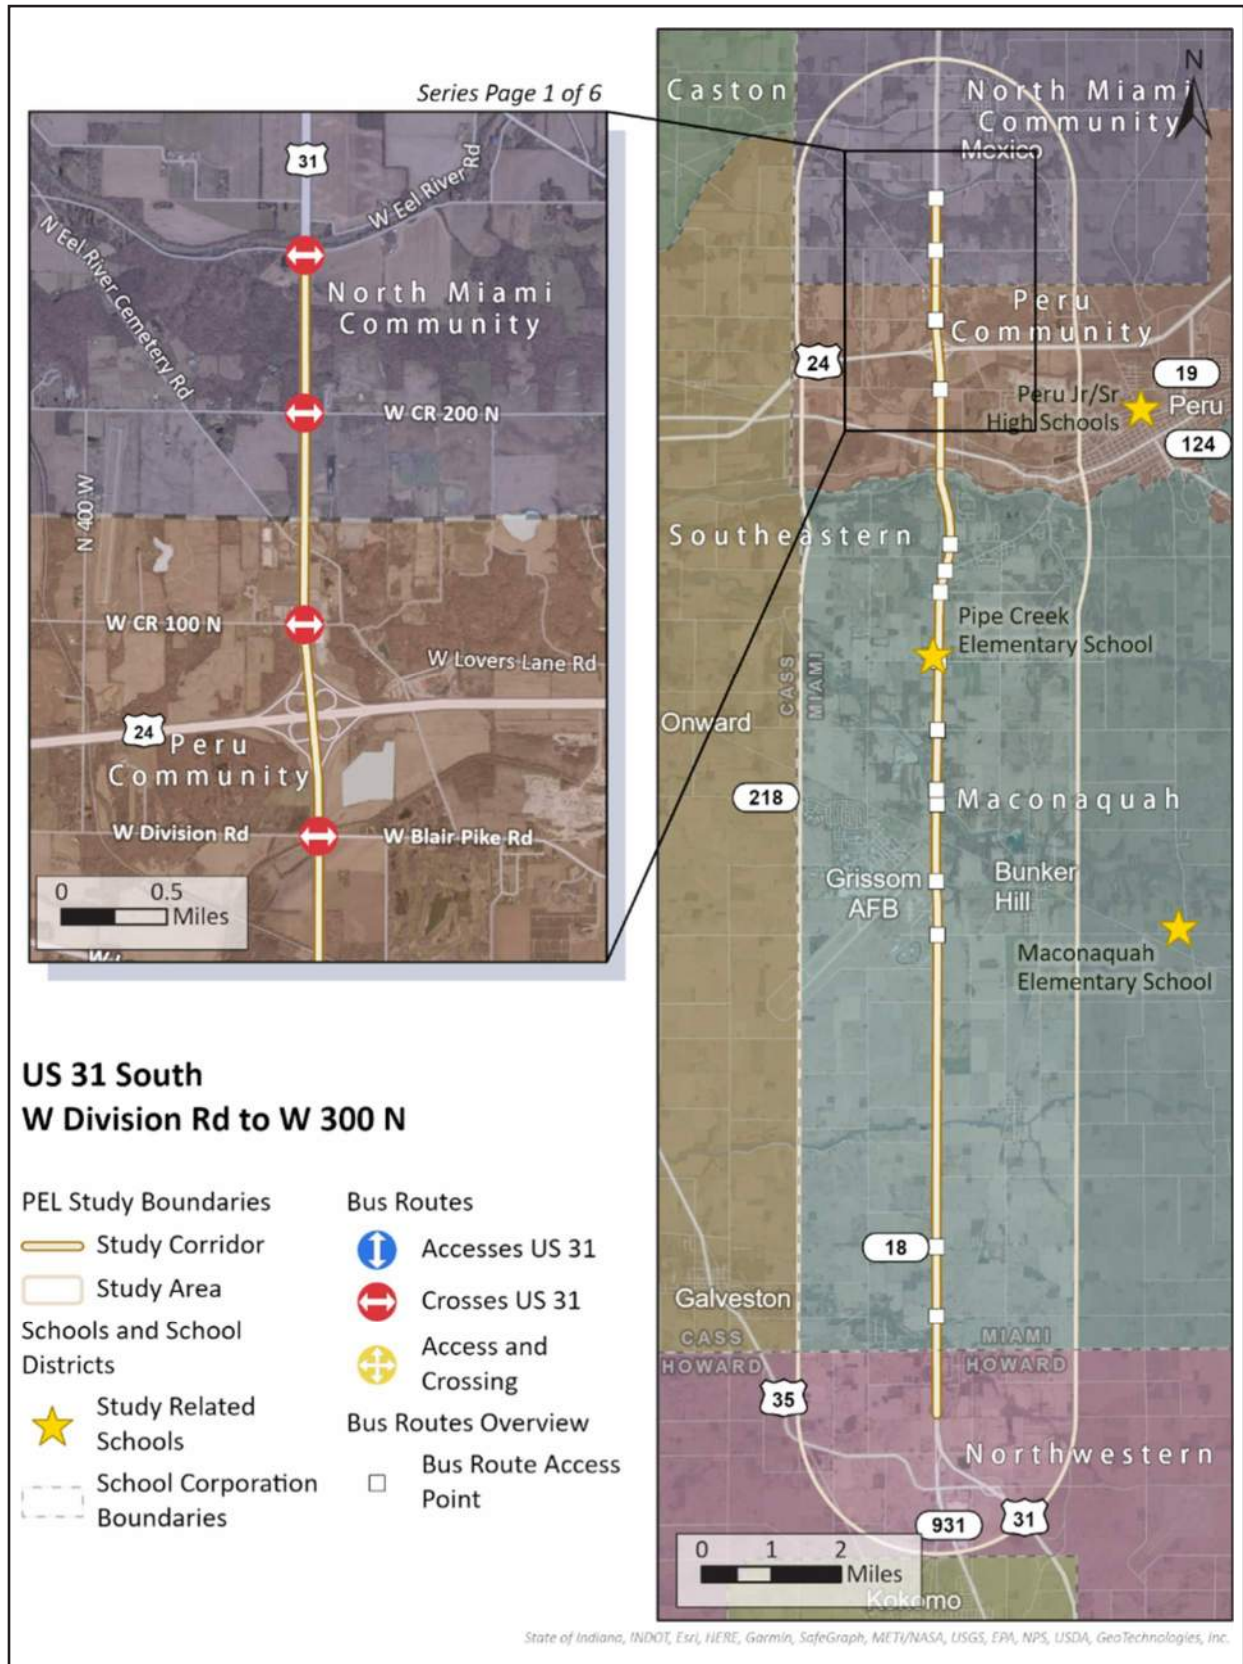 Series Page 1 of 6
31
W Eel River Rd
N Eel River Cemetery Rd
North Miami
Community
W CR 200 N
N 400 W
W CR 100 N
W Lovers Lane Rd
24
Peru
Community
W Division Rd
W Blair Pike Rd
0 0.5
Miles
US 31 South
W Division Rd to W 300 N
PEL Study Boundaries
Study Corridor
Study Area
Schools and School
Districts
Study Related
Schools
School Corporation
Boundaries
Bus Routes
Accesses US 31
Crosses US 31
Access and
Crossing
Bus Routes Overview
Bus Route Access
Point
N
Caston
North Miami
Community
Mexico
Peru
Community
24
19
Peru Jr/Sr
High Schools
Peru
124
Southeastern
Pipe Creek
Elementary School
CASS
MIAMI
Onward
218
Maconaquah
Grissom
AFB
Bunker
Hill
Maconaquah
Elementary School
18
Galveston
CASS
HOWARD
MIAMI
HOWARD
35
Northwestern
931
31
0 1 2
Miles
Kokomo
State of Indiana, INDOT, Esri, HERE, Garmin, SafeGraph, METI/NASA, USGS, EPA, NPS, USDA, GeoTechnologies, Inc.